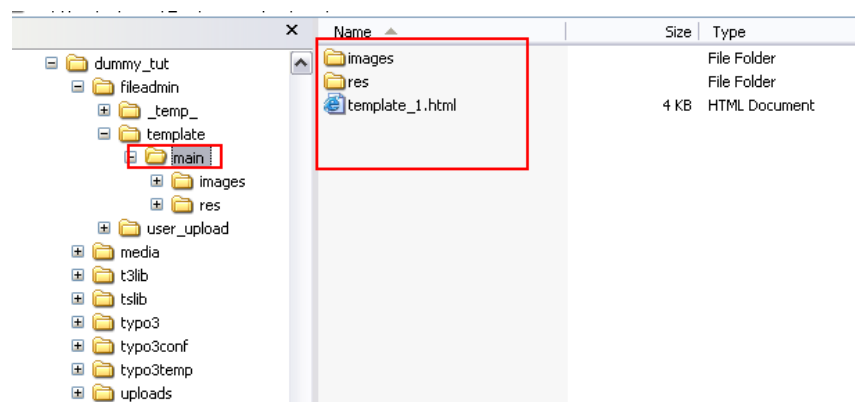 Name Size Type
dummy_tut
fileadmin
_temp_
template
main
images
res
user_upload
media
t3lib
tslib
typo3
typo3conf
typo3temp
uploads
images File Folder
res File Folder
template_1.html 4 KB HTML Document